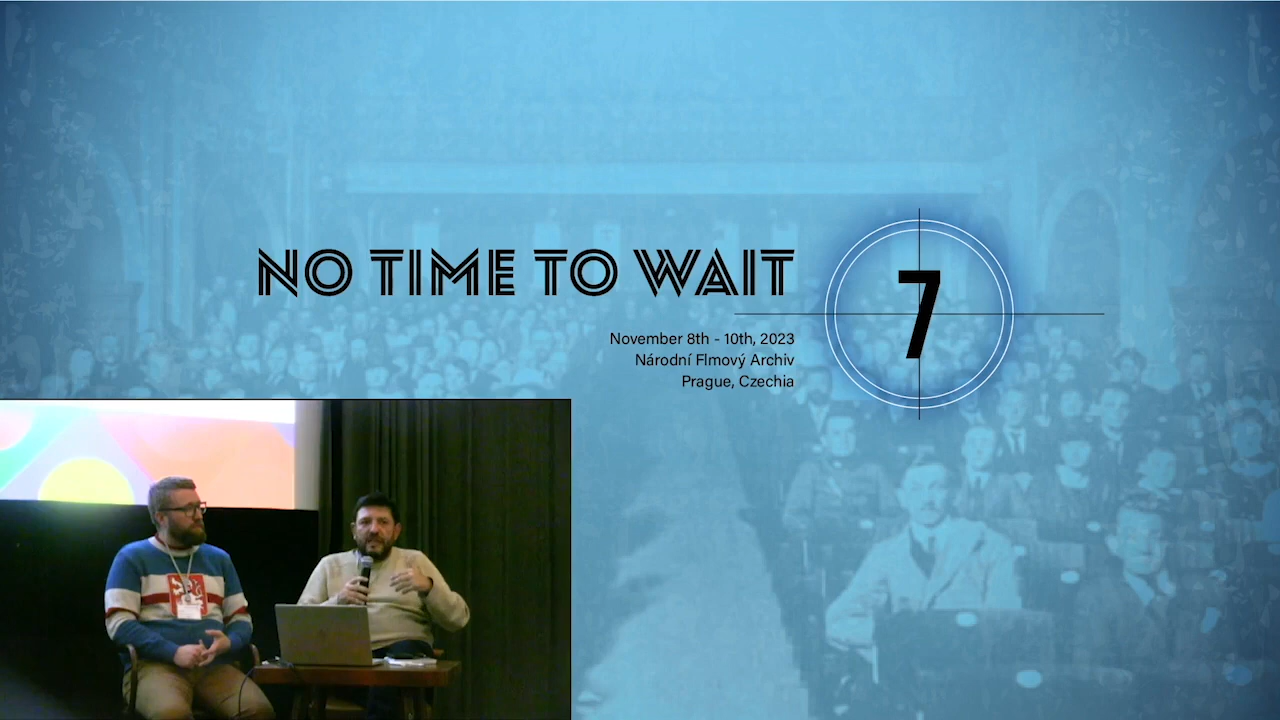 NO TIME TO WAIT
7
November 8th - 10th, 2023
Národní Flmový Archiv
Prague, Czechia